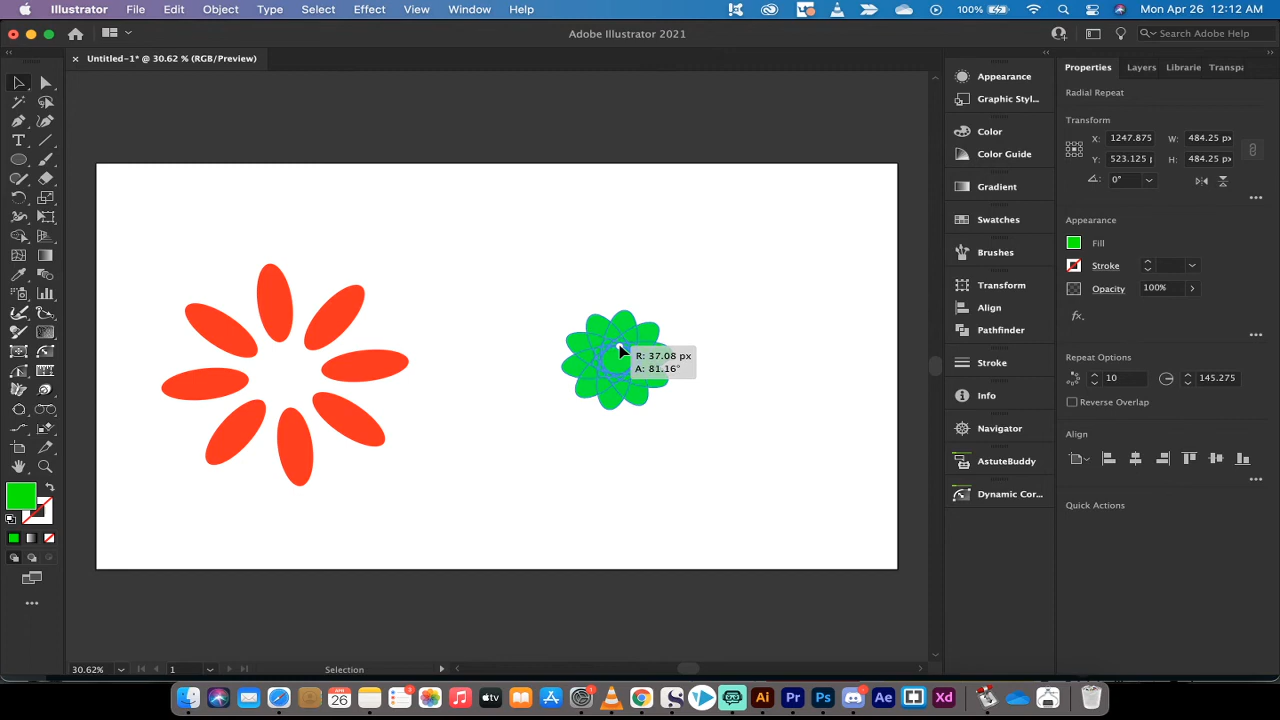 Illustrator File Edit Object Type Select Effect View Window Help 100% Mon Apr 26 12:12 AM
Adobe Illustrator 2021
Search Adobe Help
× Untitled-1* @ 30.62 % (RGB/Preview)
Appearance
Graphic Styl...
Color
Color Guide
Gradient
Swatches
Brushes
Transform
Align
Pathfinder
Stroke
Info
Navigator
AstuteBuddy
Dynamic Cor...
Properties Layers Librarie Transpa
Radial Repeat
Transform
X: 1247.875 W: 484.25 px
Y: 523.125 p H: 484.25 px
0°
Appearance
Fill
Stroke
Opacity 100%
fx.
Repeat Options
10 145.275
Reverse Overlap
Align
Quick Actions
R: 37.08 px
A: 81.16°
30.62% 1 Selection